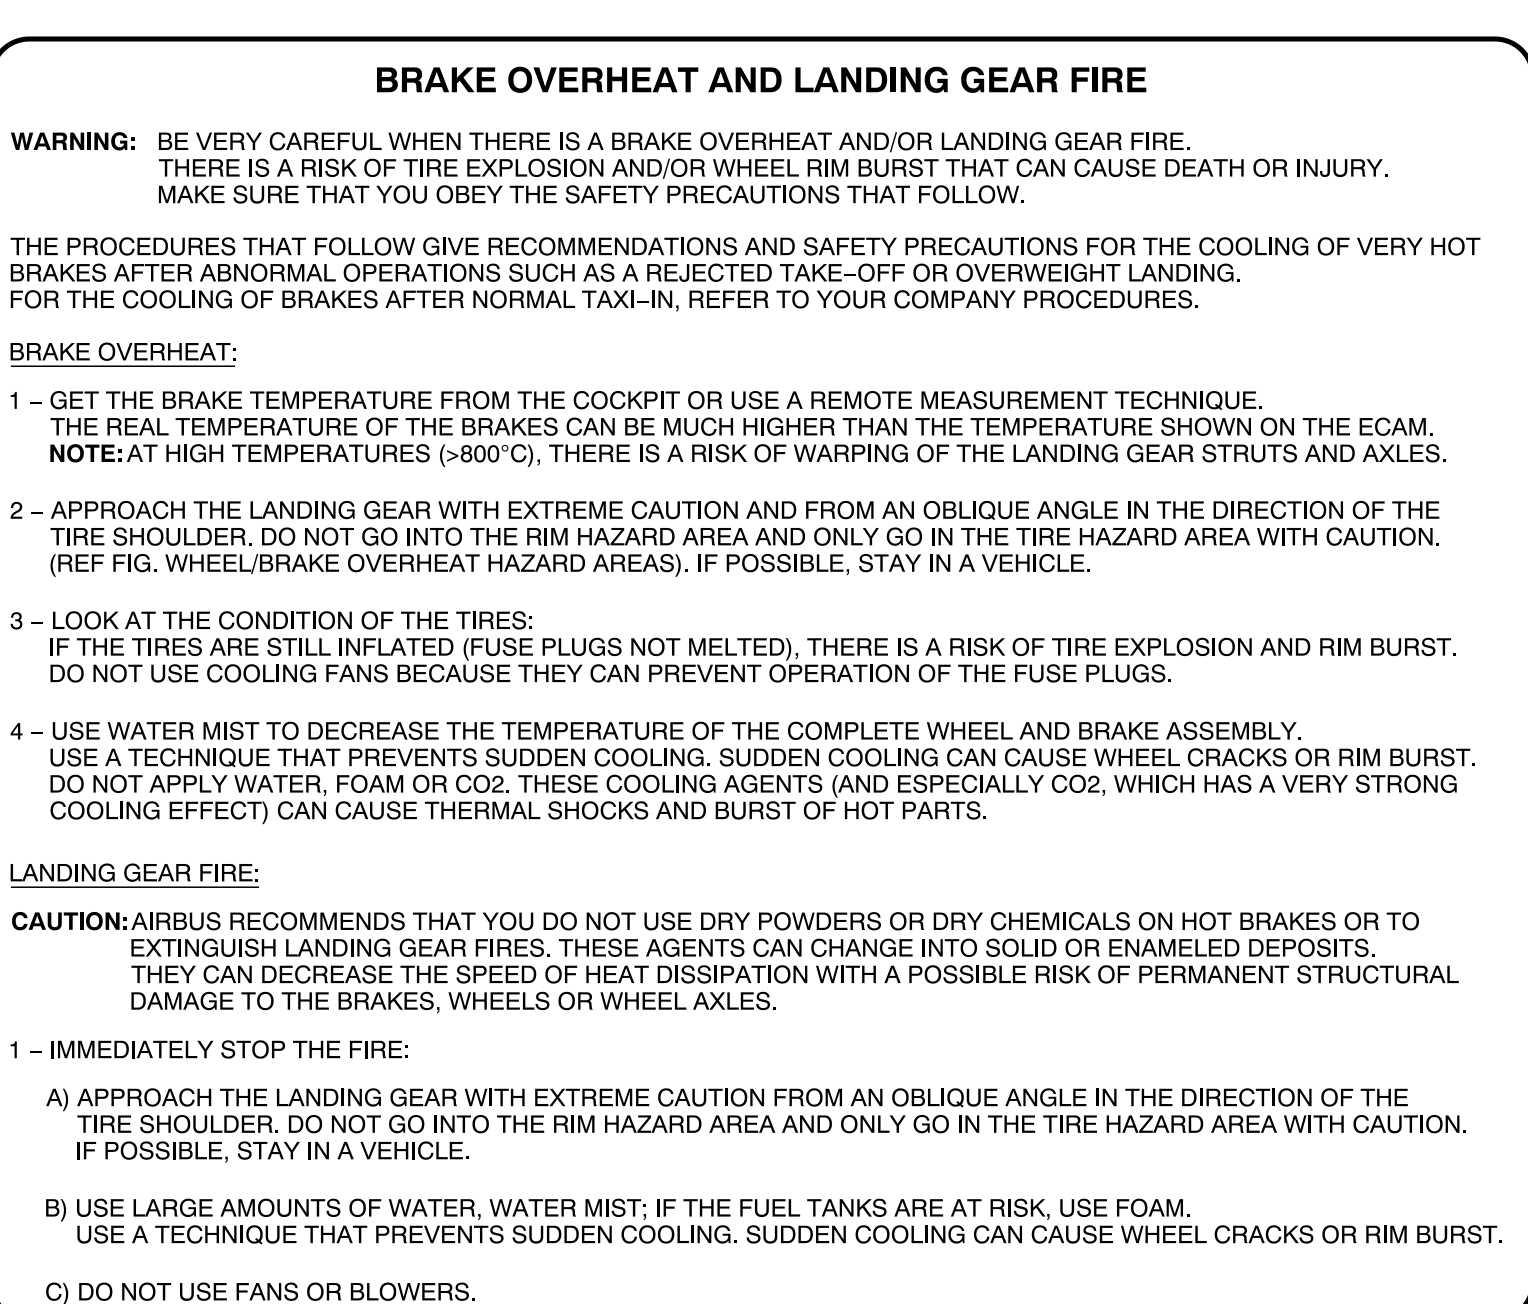 BRAKE OVERHEAT AND LANDING GEAR FIRE
WARNING: BE VERY CAREFUL WHEN THERE IS A BRAKE OVERHEAT AND/OR LANDING GEAR FIRE.
THERE IS A RISK OF TIRE EXPLOSION AND/OR WHEEL RIM BURST THAT CAN CAUSE DEATH OR INJURY.
MAKE SURE THAT YOU OBEY THE SAFETY PRECAUTIONS THAT FOLLOW.
THE PROCEDURES THAT FOLLOW GIVE RECOMMENDATIONS AND SAFETY PRECAUTIONS FOR THE COOLING OF VERY HOT
BRAKES AFTER ABNORMAL OPERATIONS SUCH AS A REJECTED TAKE–OFF OR OVERWEIGHT LANDING.
FOR THE COOLING OF BRAKES AFTER NORMAL TAXI–IN, REFER TO YOUR COMPANY PROCEDURES.
BRAKE OVERHEAT:
1 – GET THE BRAKE TEMPERATURE FROM THE COCKPIT OR USE A REMOTE MEASUREMENT TECHNIQUE.
THE REAL TEMPERATURE OF THE BRAKES CAN BE MUCH HIGHER THAN THE TEMPERATURE SHOWN ON THE ECAM.
NOTE: AT HIGH TEMPERATURES (>800°C), THERE IS A RISK OF WARPING OF THE LANDING GEAR STRUTS AND AXLES.
2 – APPROACH THE LANDING GEAR WITH EXTREME CAUTION AND FROM AN OBLIQUE ANGLE IN THE DIRECTION OF THE
TIRE SHOULDER. DO NOT GO INTO THE RIM HAZARD AREA AND ONLY GO IN THE TIRE HAZARD AREA WITH CAUTION.
(REF FIG. WHEEL/BRAKE OVERHEAT HAZARD AREAS). IF POSSIBLE, STAY IN A VEHICLE.
3 – LOOK AT THE CONDITION OF THE TIRES:
IF THE TIRES ARE STILL INFLATED (FUSE PLUGS NOT MELTED), THERE IS A RISK OF TIRE EXPLOSION AND RIM BURST.
DO NOT USE COOLING FANS BECAUSE THEY CAN PREVENT OPERATION OF THE FUSE PLUGS.
4 – USE WATER MIST TO DECREASE THE TEMPERATURE OF THE COMPLETE WHEEL AND BRAKE ASSEMBLY.
USE A TECHNIQUE THAT PREVENTS SUDDEN COOLING. SUDDEN COOLING CAN CAUSE WHEEL CRACKS OR RIM BURST.
DO NOT APPLY WATER, FOAM OR CO2. THESE COOLING AGENTS (AND ESPECIALLY CO2, WHICH HAS A VERY STRONG
COOLING EFFECT) CAN CAUSE THERMAL SHOCKS AND BURST OF HOT PARTS.
LANDING GEAR FIRE:
CAUTION: AIRBUS RECOMMENDS THAT YOU DO NOT USE DRY POWDERS OR DRY CHEMICALS ON HOT BRAKES OR TO
EXTINGUISH LANDING GEAR FIRES. THESE AGENTS CAN CHANGE INTO SOLID OR ENAMELED DEPOSITS.
THEY CAN DECREASE THE SPEED OF HEAT DISSIPATION WITH A POSSIBLE RISK OF PERMANENT STRUCTURAL
DAMAGE TO THE BRAKES, WHEELS OR WHEEL AXLES.
1 – IMMEDIATELY STOP THE FIRE:
A) APPROACH THE LANDING GEAR WITH EXTREME CAUTION FROM AN OBLIQUE ANGLE IN THE DIRECTION OF THE
TIRE SHOULDER. DO NOT GO INTO THE RIM HAZARD AREA AND ONLY GO IN THE TIRE HAZARD AREA WITH CAUTION.
IF POSSIBLE, STAY IN A VEHICLE.
B) USE LARGE AMOUNTS OF WATER, WATER MIST; IF THE FUEL TANKS ARE AT RISK, USE FOAM.
USE A TECHNIQUE THAT PREVENTS SUDDEN COOLING. SUDDEN COOLING CAN CAUSE WHEEL CRACKS OR RIM BURST.
C) DO NOT USE FANS OR BLOWERS.